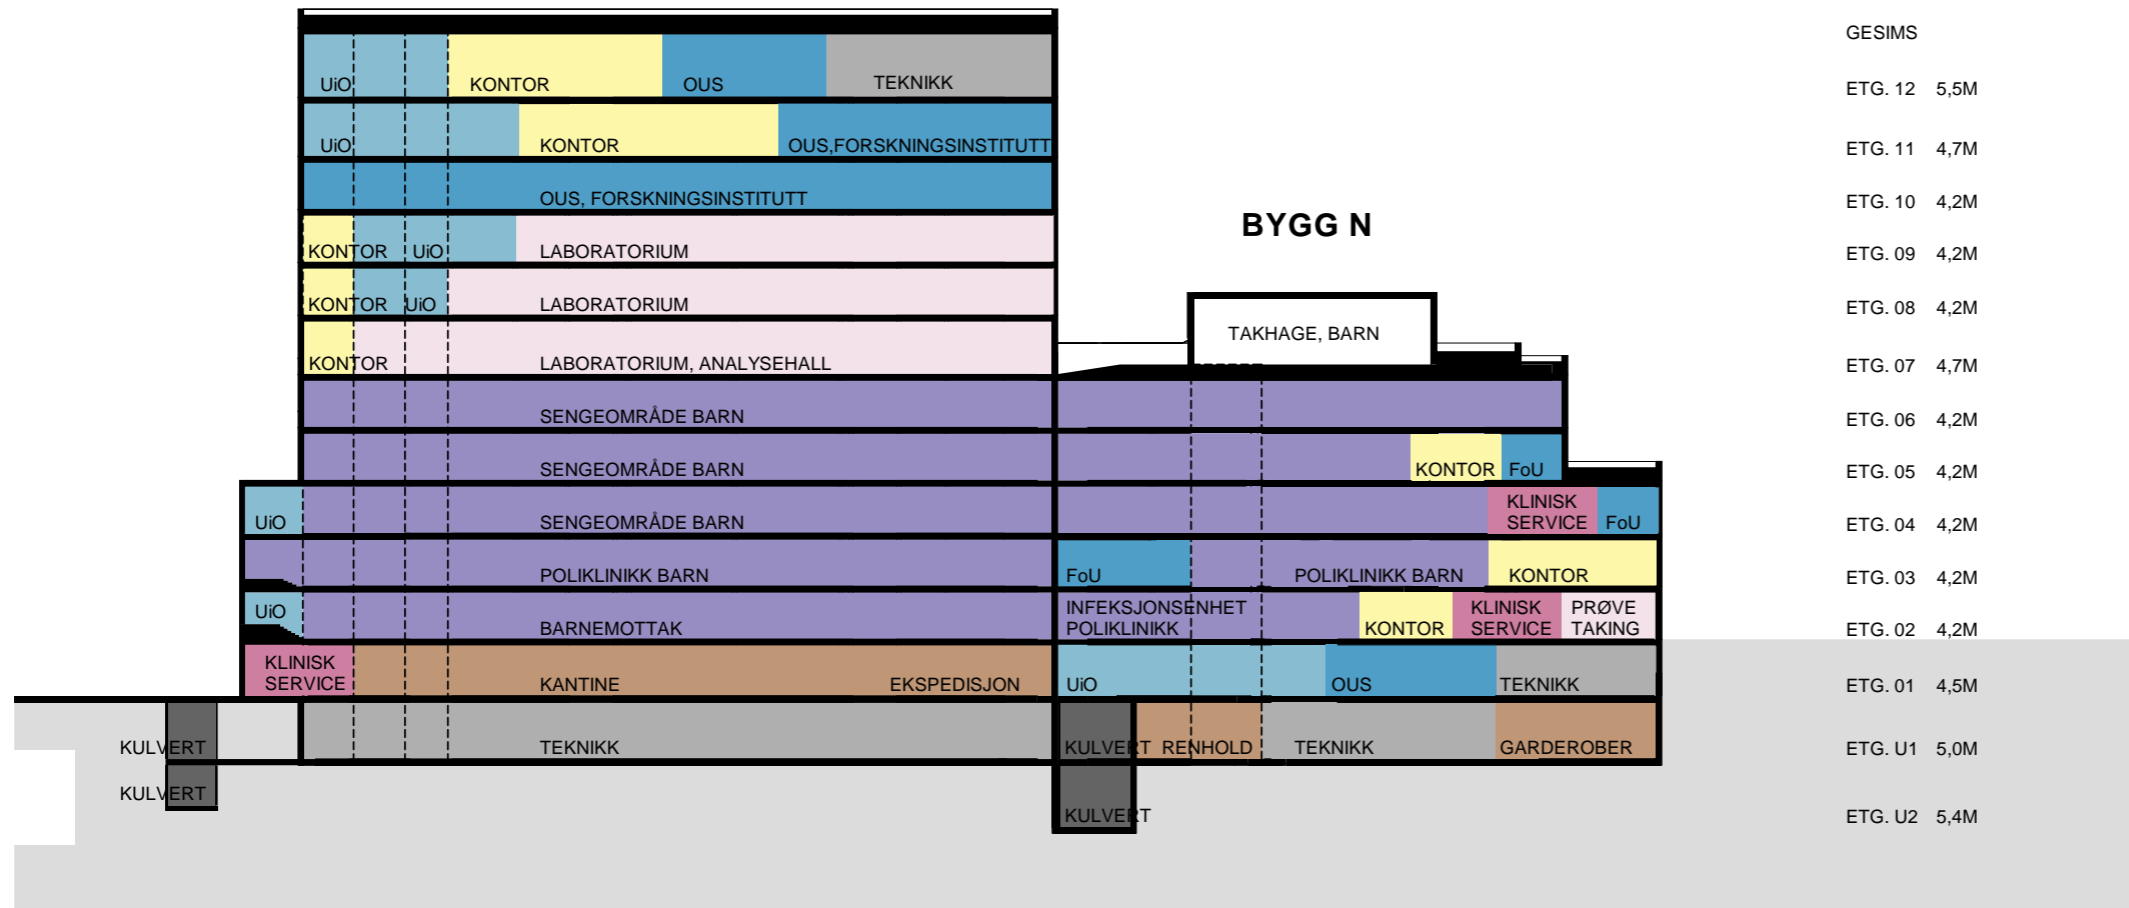 GESIMS
UiO KONTOR OUS TEKNIKK ETG. 12 5,5M
UiO KONTOR OUS,FORSKNINGSINSTITUTT ETG. 11 4,7M
OUS, FORSKNINGSINSTITUTT ETG. 10 4,2M
BYGG N
KONTOR UiO LABORATORIUM ETG. 09 4,2M
KONTOR UiO LABORATORIUM ETG. 08 4,2M
TAKHAGE, BARN
KONTOR LABORATORIUM, ANALYSEHALL ETG. 07 4,7M
SENGEOMRÅDE BARN ETG. 06 4,2M
SENGEOMRÅDE BARN KONTOR FoU ETG. 05 4,2M
KLINISK
UiO SENGEOMRÅDE BARN SERVICE FoU ETG. 04 4,2M
POLIKLINIKK BARN FoU POLIKLINIKK BARN KONTOR ETG. 03 4,2M
UiO INFEKSJONSENHET KLINISK PRØVE
BARNEMOTTAK POLIKLINIKK KONTOR SERVICE TAKING ETG. 02 4,2M
KLINISK
SERVICE KANTINE EKSPEDISJON UiO OUS TEKNIKK ETG. 01 4,5M
KULVERT TEKNIKK KULVERT RENHOLD TEKNIKK GARDEROBER ETG. U1 5,0M
KULVERT
KULVERT ETG. U2 5,4M